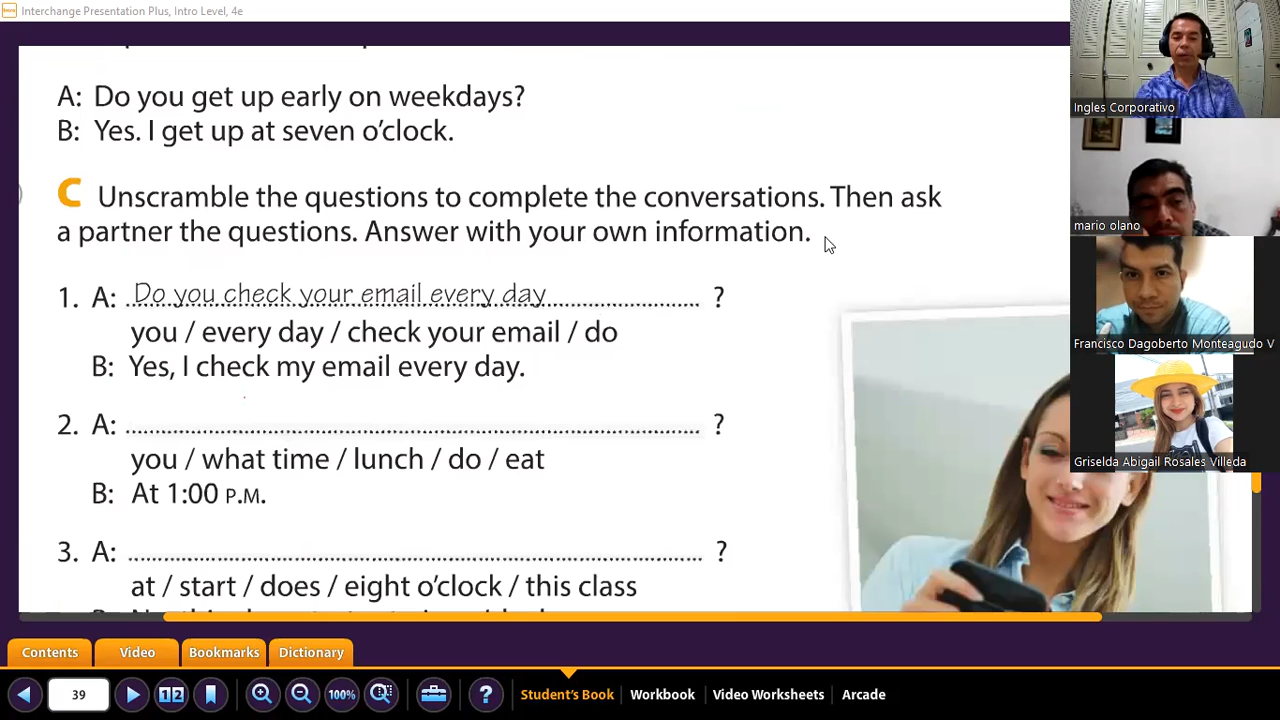 Intro
Interchange Presentation Plus, Intro Level, 4e
A: Do you get up early on weekdays?
B: Yes. I get up at seven o'clock.
C Unscramble the questions to complete the conversations. Then ask
a partner the questions. Answer with your own information.
1. A: Do you check your email every day ?
you / every day / check your email / do
B: Yes, I check my email every day.
2. A: ?
you / what time / lunch / do / eat
B: At 1:00 P.M.
3. A: ?
at / start / does / eight o'clock / this class
Ingles Corporativo
mario olano
Francisco Dagoberto Monteagudo V
Griselda Abigail Rosales Villeda
Contents Video Bookmarks Dictionary
39 1 2 100% ? Student's Book Workbook Video Worksheets Arcade